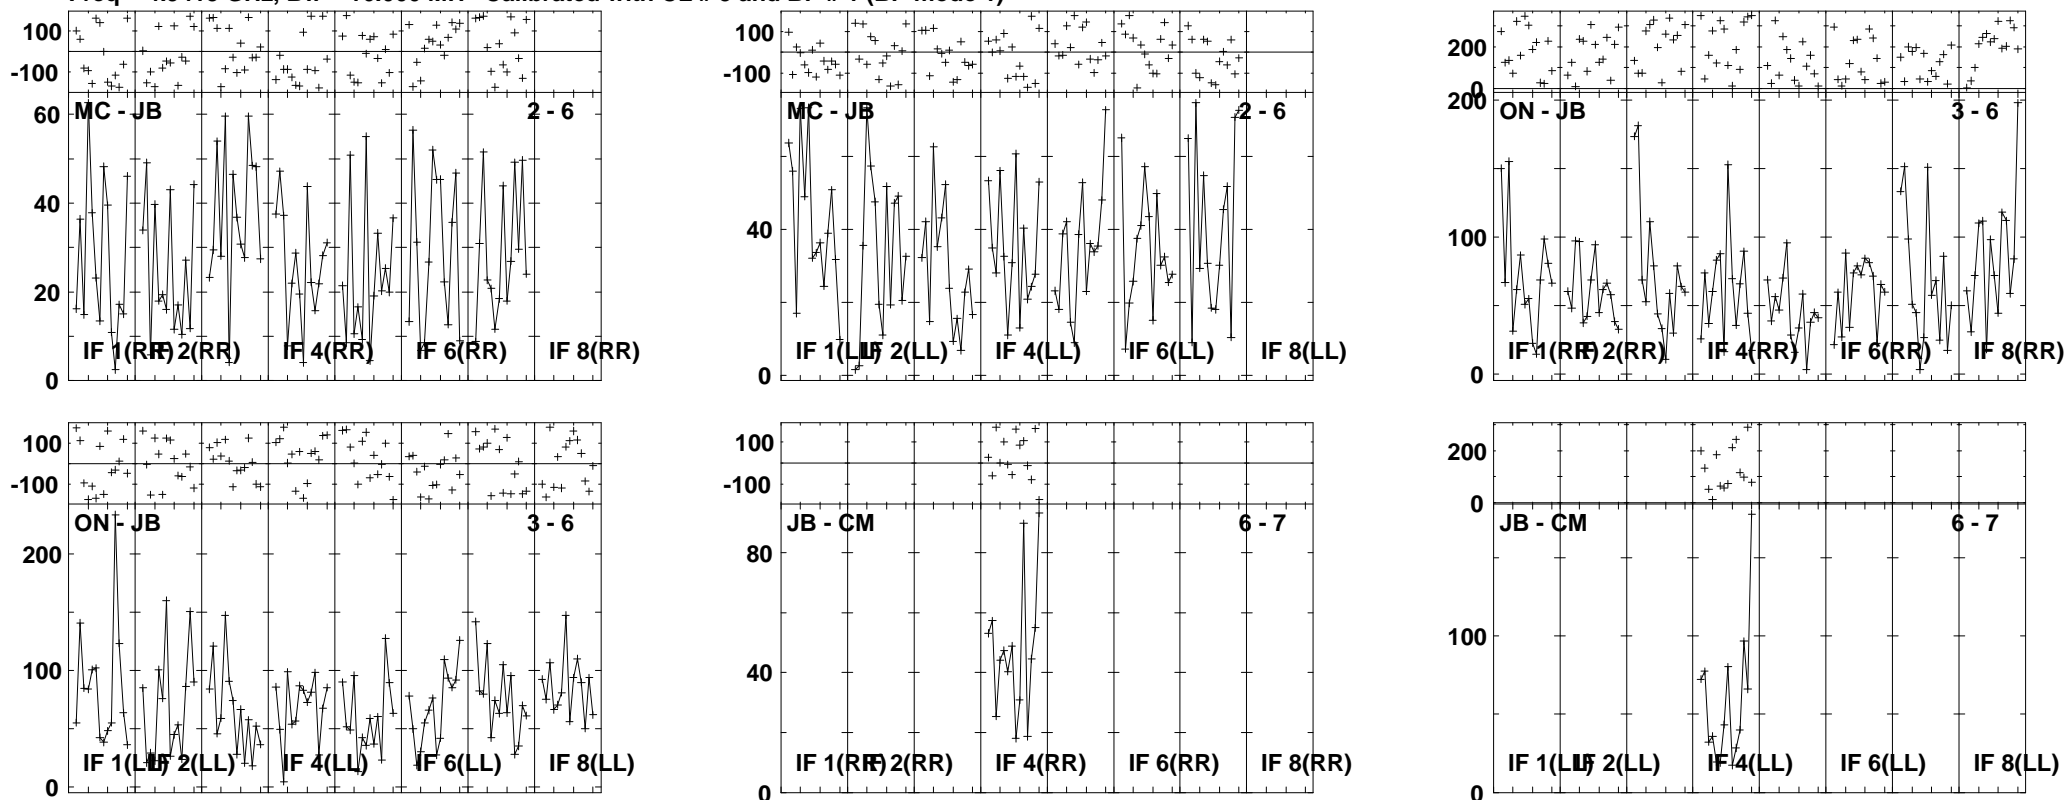 100
-100
60
40
20
0
MC - JB
2 - 6
IF 1(RR)
IF 2(RR)
IF 4(RR)
IF 6(RR)
IF 8(RR)
100
-100
40
0
MC - JB
2 - 6
IF 1(LL)
IF 2(LL)
IF 4(LL)
IF 6(LL)
IF 8(LL)
200
0
200
100
0
ON - JB
3 - 6
IF 1(RR)
IF 2(RR)
IF 4(RR)
IF 6(RR)
IF 8(RR)
100
-100
200
100
0
ON - JB
3 - 6
IF 1(LL)
IF 2(LL)
IF 4(LL)
IF 6(LL)
IF 8(LL)
100
-100
80
40
0
JB - CM
6 - 7
IF 1(RR)
IF 2(RR)
IF 4(RR)
IF 6(RR)
IF 8(RR)
200
0
100
0
JB - CM
6 - 7
IF 1(LL)
IF 2(LL)
IF 4(LL)
IF 6(LL)
IF 8(LL)